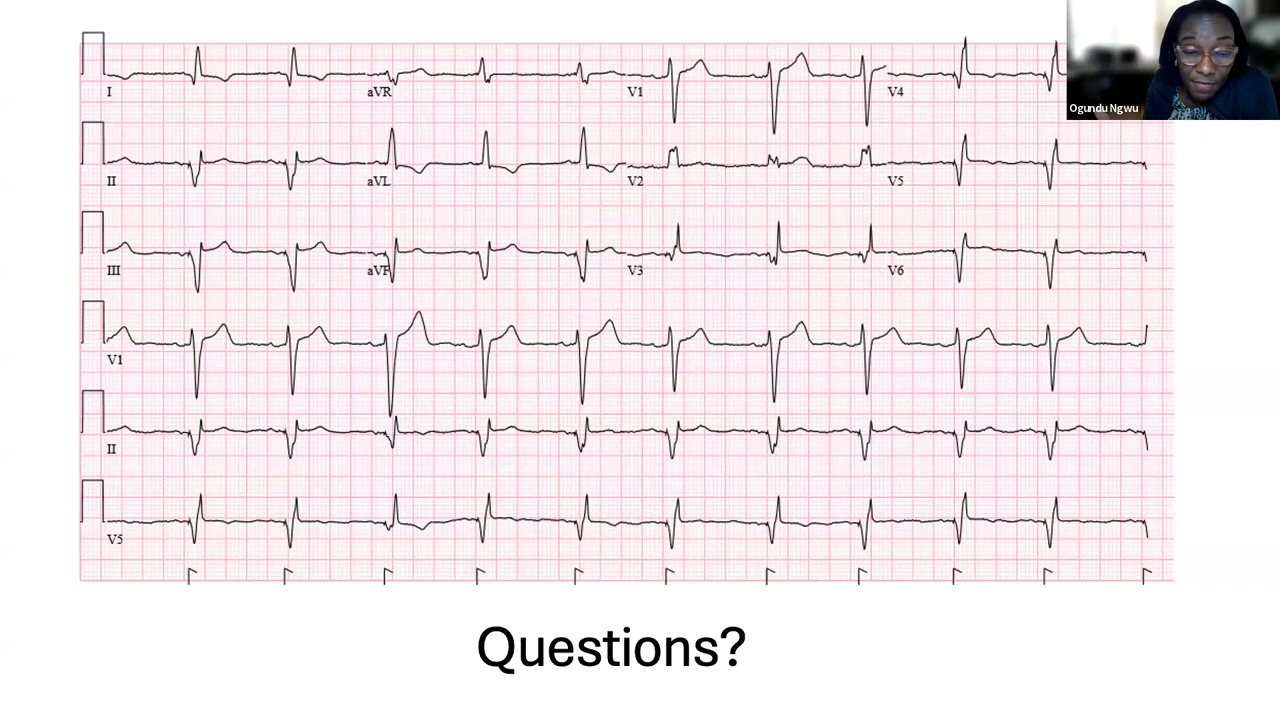 I aVR V1 V4
Ogundu Ngwu
II aVL V2 V5
III aVF V3 V6
V1
II
V5
Questions?